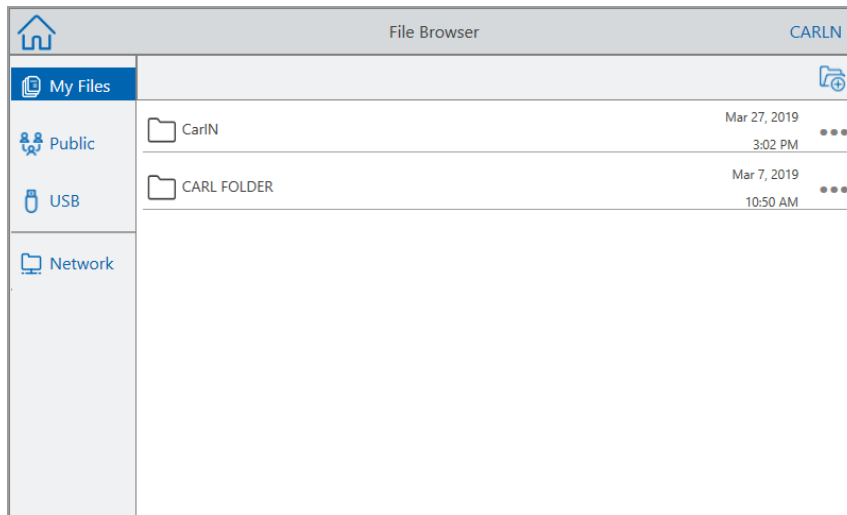 File Browser
CARLN
My Files
Public
USB
Network
CarlN
Mar 27, 2019
3:02 PM
CARL FOLDER
Mar 7, 2019
10:50 AM